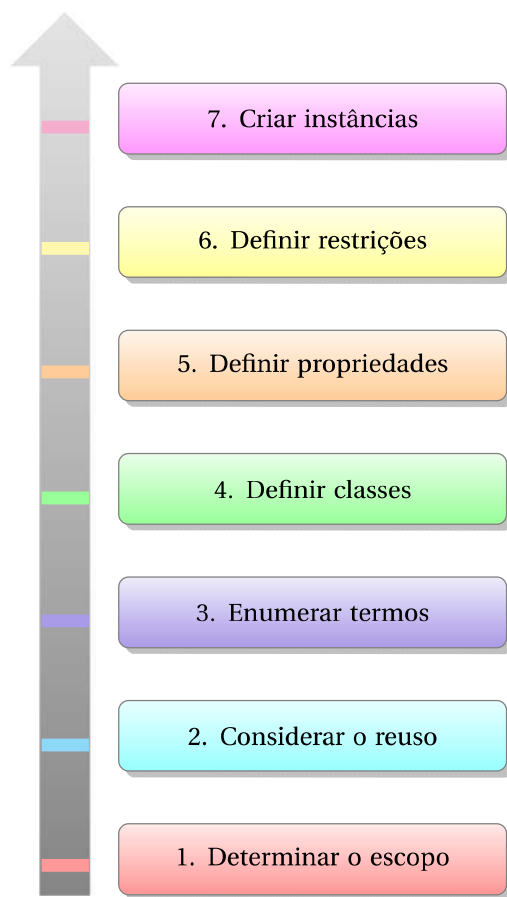 7. Criar instâncias
6. Definir restrições
5. Definir propriedades
4. Definir classes
3. Enumerar termos
2. Considerar o reuso
1. Determinar o escopo